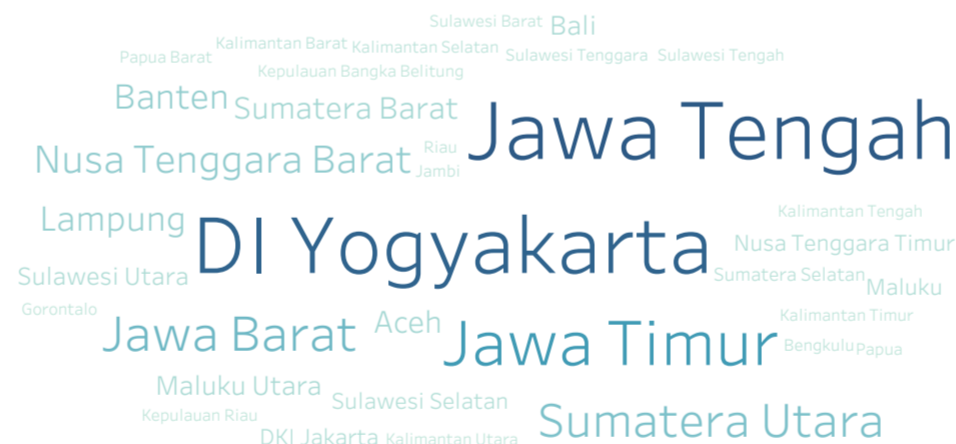 Sulawesi Barat
Bali
Kalimantan Barat
Kalimantan Selatan
Papua Barat
Sulawesi Tenggara
Sulawesi Tengah
Kepulauan Bangka Belitung
Banten
Sumatera Barat
Jawa Tengah
Riau
Nusa Tenggara Barat
Jambi
Lampung
Kalimantan Tengah
DI Yogyakarta
Nusa Tenggara Timur
Sulawesi Utara
Sumatera Selatan
Maluku
Gorontalo
Jawa Barat
Aceh
Jawa Timur
Kalimantan Timur
Bengkulu
Papua
Maluku Utara
Sulawesi Selatan
Kepulauan Riau
Sumatera Utara
DKI Jakarta
Kalimantan Utara